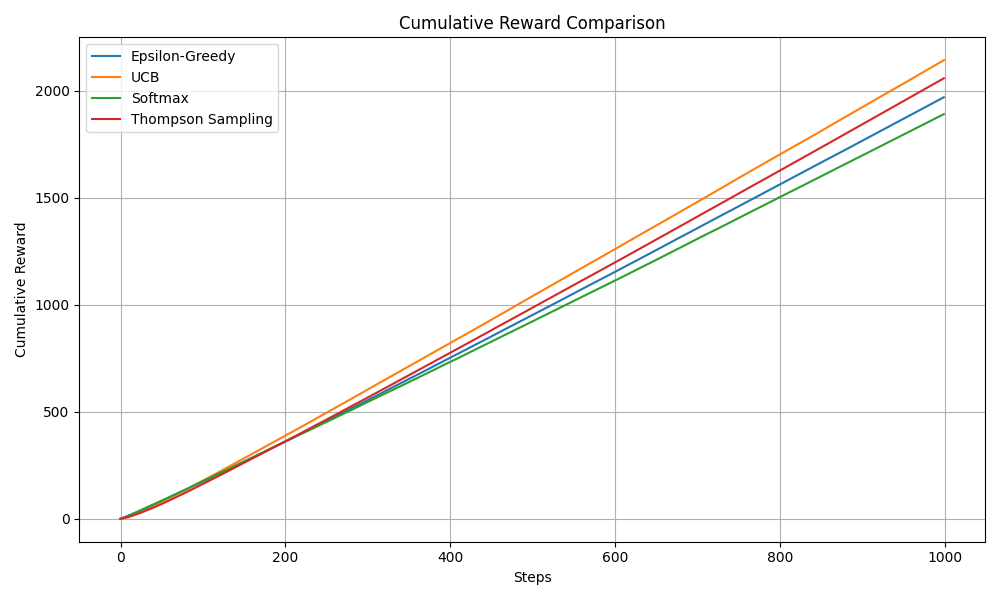 Cumulative Reward Comparison
Epsilon-Greedy
UCB
Softmax
Thompson Sampling
2000
1500
1000
500
0
Cumulative Reward
0 200 400 600 800 1000
Steps